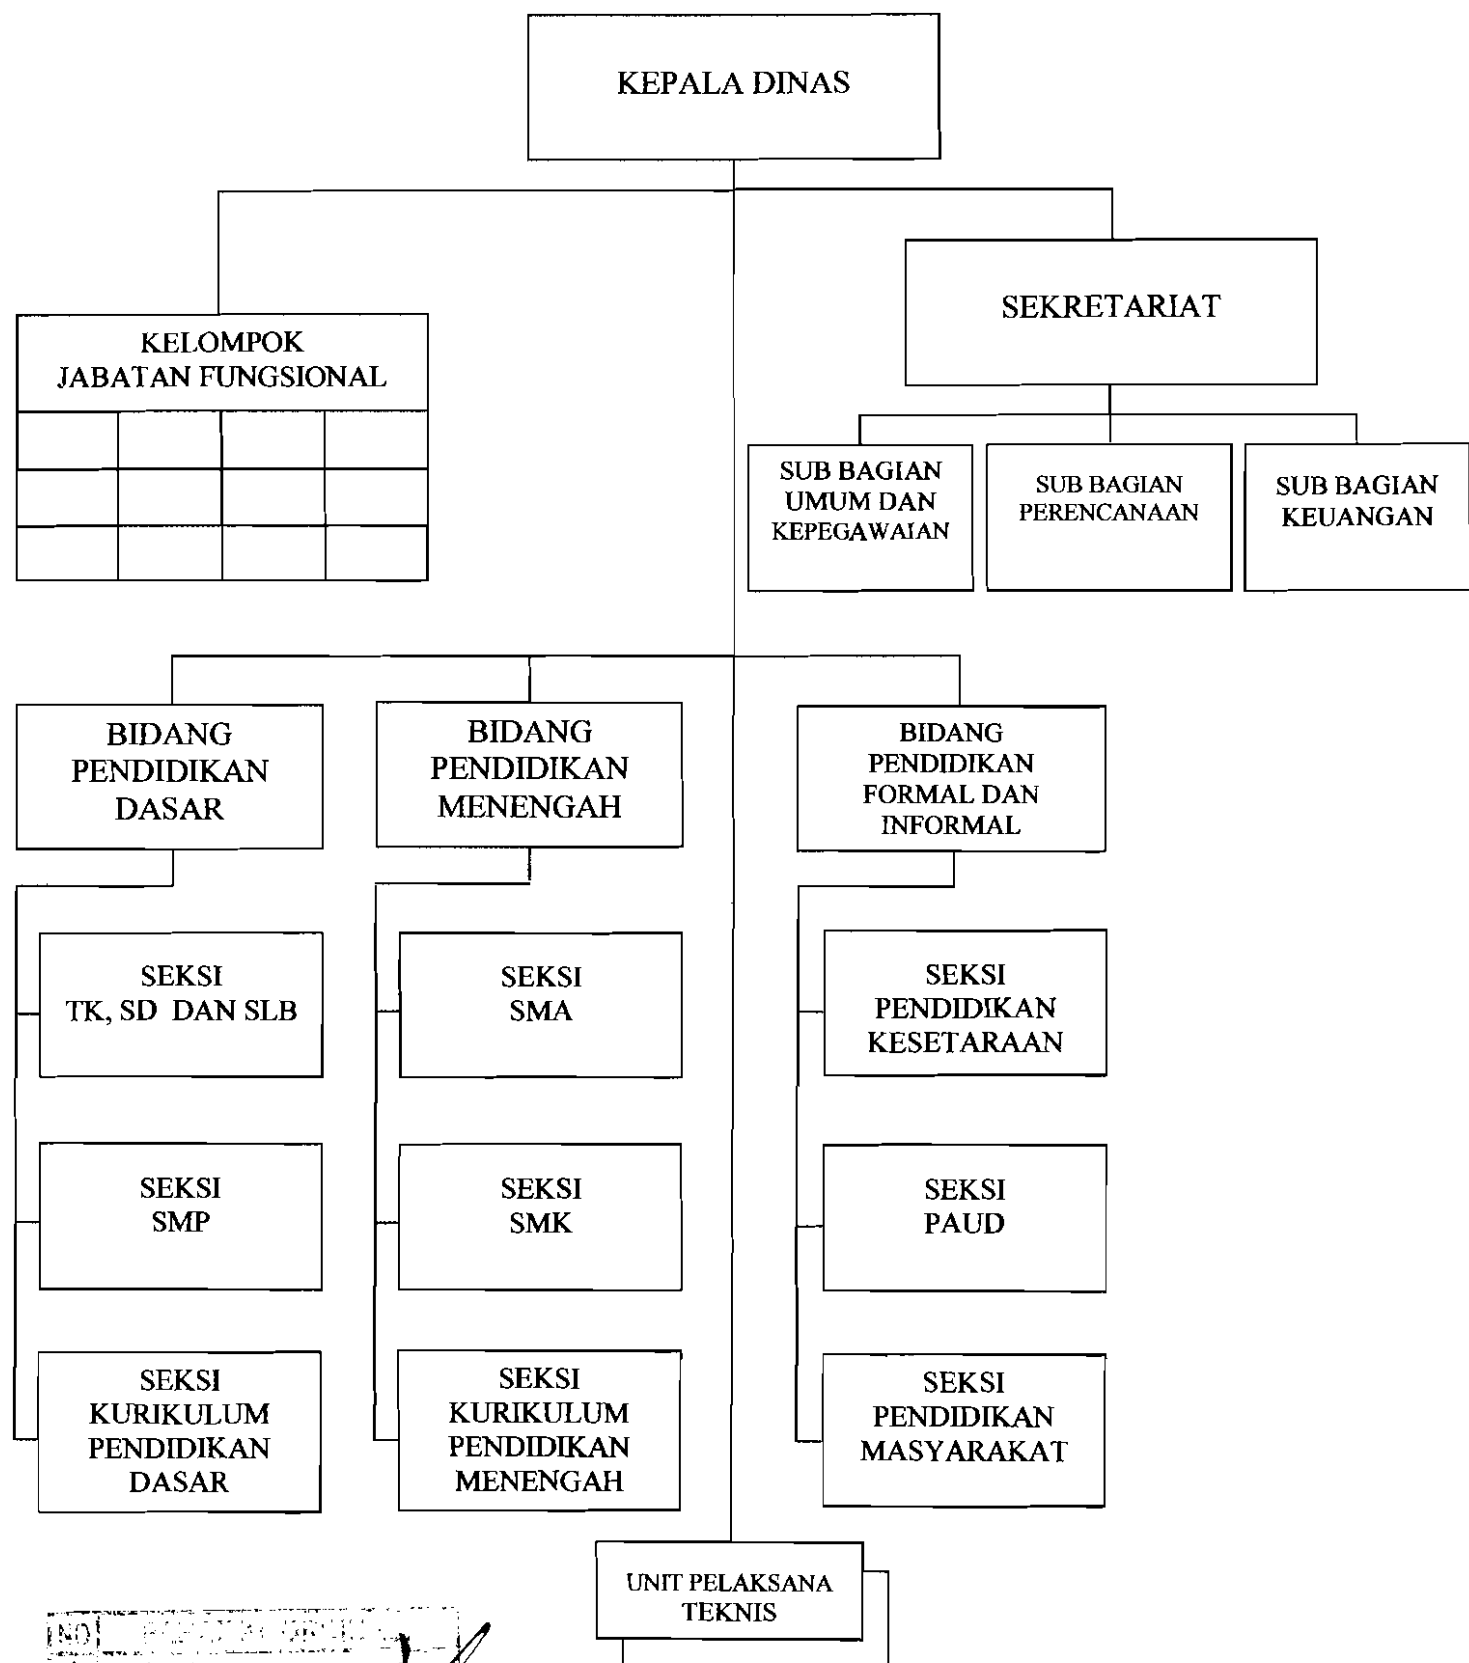 KEPALA DINAS
SEKRETARIAT
KELOMPOK
JABATAN FUNGSIONAL
SUB BAGIAN
UMUM DAN
KEPEGAWAIAN
SUB BAGIAN
PERENCANAAN
SUB BAGIAN
KEUANGAN
BIDANG
PENDIDIKAN
DASAR
BIDANG
PENDIDIKAN
MENENGAH
BIDANG
PENDIDIKAN
FORMAL DAN
INFORMAL
SEKSI
TK, SD DAN SLB
SEKSI
SMA
SEKSI
PENDIDIKAN
KESETARAAN
SEKSI
SMP
SEKSI
SMK
SEKSI
PAUD
SEKSI
KURIKULUM
PENDIDIKAN
DASAR
SEKSI
KURIKULUM
PENDIDIKAN
MENENGAH
SEKSI
PENDIDIKAN
MASYARAKAT
UNIT PELAKSANA
TEKNIS
NO